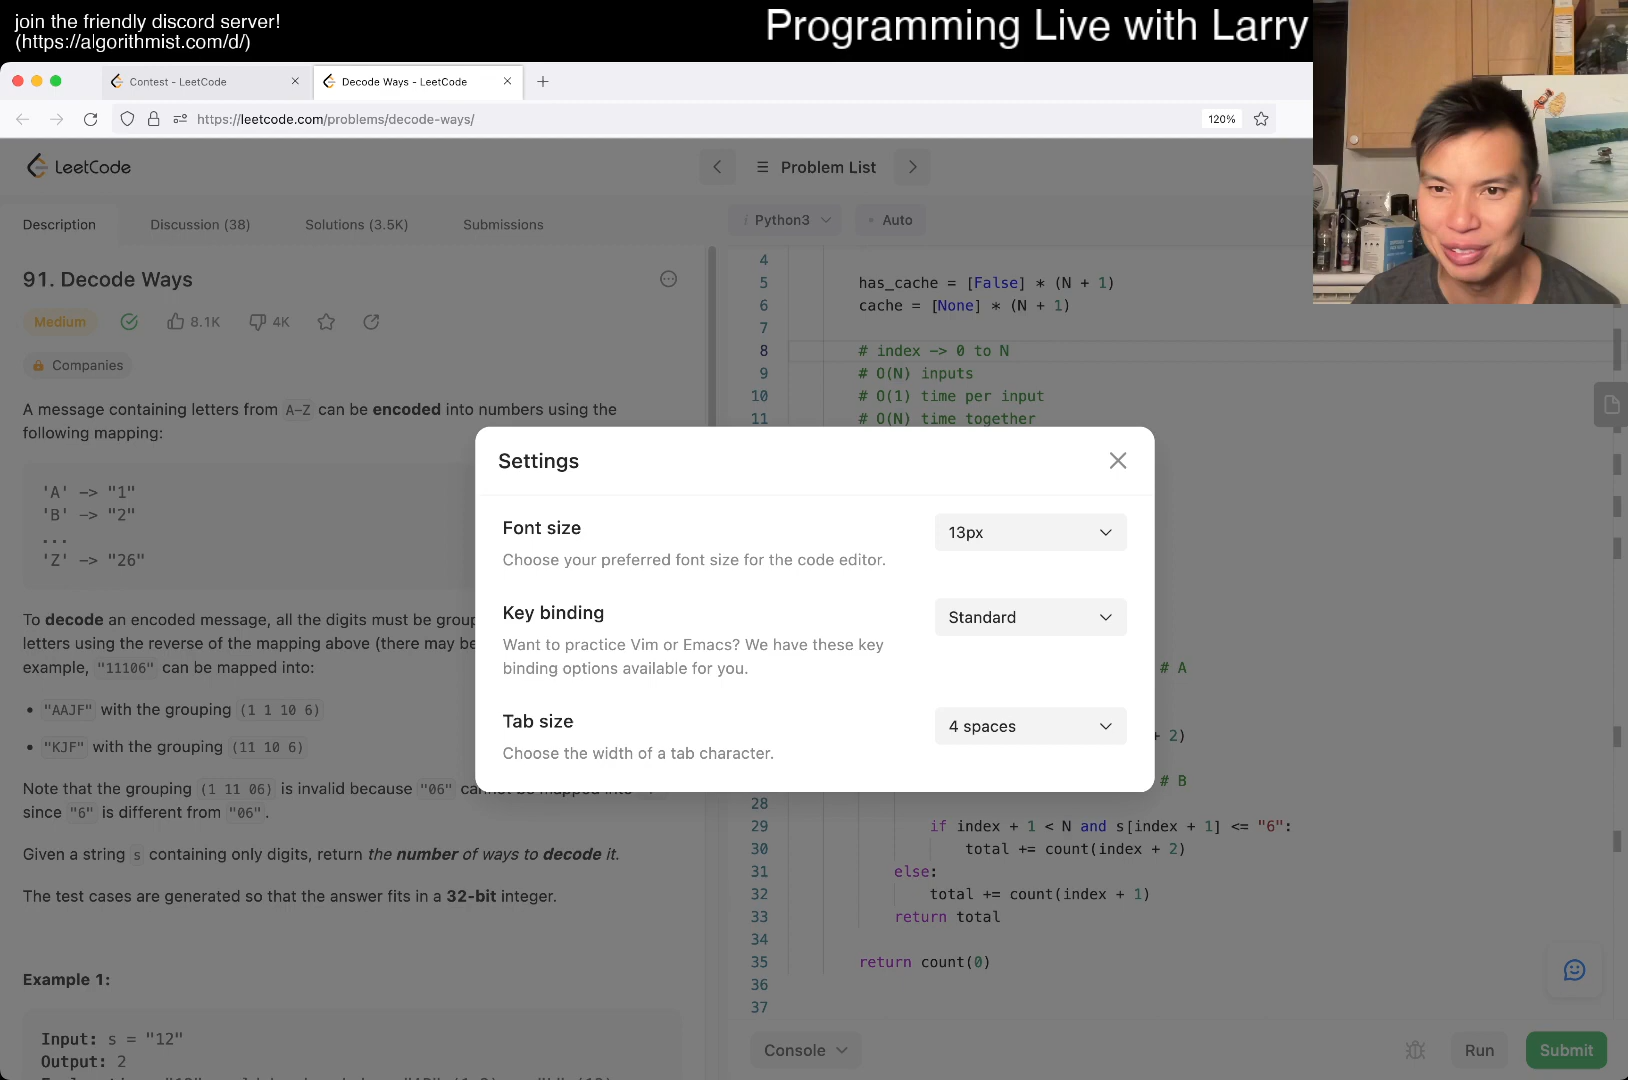 join the friendly discord server!
(https://algorithmist.com/d/)
Programming Live with Larry
Contest - LeetCode
Decode Ways - LeetCode
https://leetcode.com/problems/decode-ways/
120%
LeetCode
Problem List
Description
Discussion (38)
Solutions (3.5K)
Submissions
i Python3
• Auto
91. Decode Ways
Medium
8.1K
4K
Companies
A message containing letters from A-Z can be encoded into numbers using the
following mapping:
'A' -> "1"
'B' -> "2"
...
'Z' -> "26"
To decode an encoded message, all the digits must be group
letters using the reverse of the mapping above (there may be
example, "11106" can be mapped into:
• "AAJF" with the grouping (1 1 10 6)
• "KJF" with the grouping (11 10 6)
Note that the grouping (1 11 06) is invalid because "06" cannot be mapped into
since "6" is different from "06".
Given a string s containing only digits, return the number of ways to decode it.
The test cases are generated so that the answer fits in a 32-bit integer.
Example 1:
Input: s = "12"
Output: 2
4
5 has_cache = [False] * (N + 1)
6 cache = [None] * (N + 1)
7
8 # index -> 0 to N
9 # O(N) inputs
10 # O(1) time per input
11 # O(N) time together
Settings
Font size
13px
Choose your preferred font size for the code editor.
Key binding
Standard
Want to practice Vim or Emacs? We have these key
binding options available for you.
Tab size
4 spaces
Choose the width of a tab character.
# A
+ 2)
# B
28
29 if index + 1 < N and s[index + 1] <= "6":
30 total += count(index + 2)
31 else:
32 total += count(index + 1)
33 return total
34
35 return count(0)
36
37
Console
Run
Submit